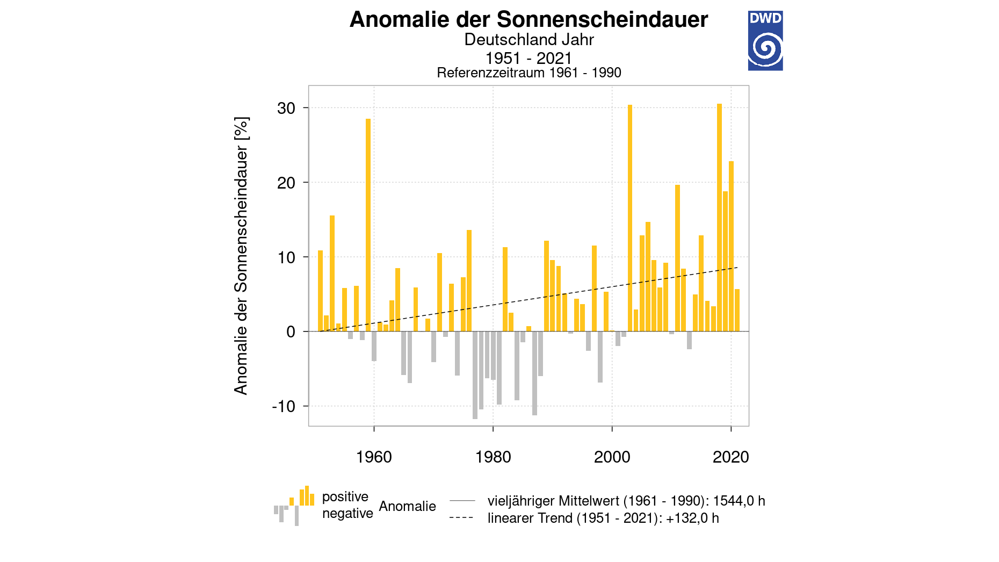 Anomalie der Sonnenscheindauer
DWD
Deutschland Jahr
1951 - 2021
Referenzzeitraum 1961 - 1990
Anomalie der Sonnenscheindauer [%]
30
20
10
0
-10
1960
1980
2000
2020
positive
negative
Anomalie
vieljähriger Mittelwert (1961 - 1990): 1544,0 h
linearer Trend (1951 - 2021): +132,0 h